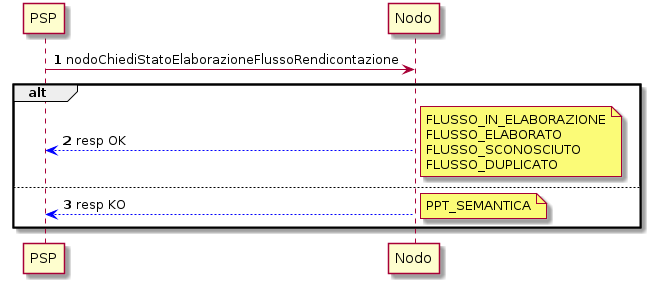 PSP
Nodo
1 nodoChiediStatoElaborazioneFlussoRendicontazione
alt
FLUSSO_IN_ELABORAZIONE
FLUSSO_ELABORATO
FLUSSO_SCONOSCIUTO
FLUSSO_DUPLICATO
2 resp OK
3 resp KO
PPT_SEMANTICA
PSP
Nodo